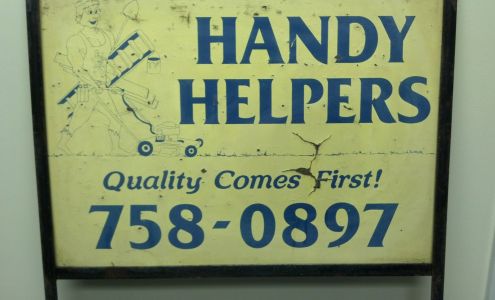 HANDY
HELPERS
Quality Comes First!
758-0897